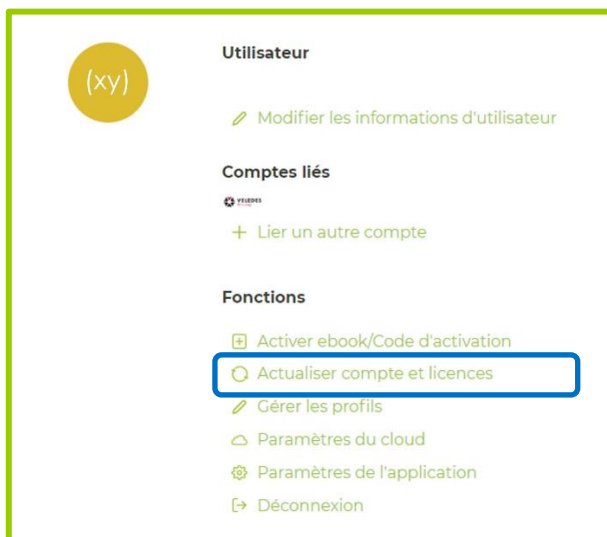 (xy)
Utilisateur
Modifier les informations d'utilisateur
Comptes liés
VELEDES
Lier un autre compte
Fonctions
Activer ebook/Code d'activation
Actualiser compte et licences
Gérer les profils
Paramètres du cloud
Paramètres de l'application
Déconnexion